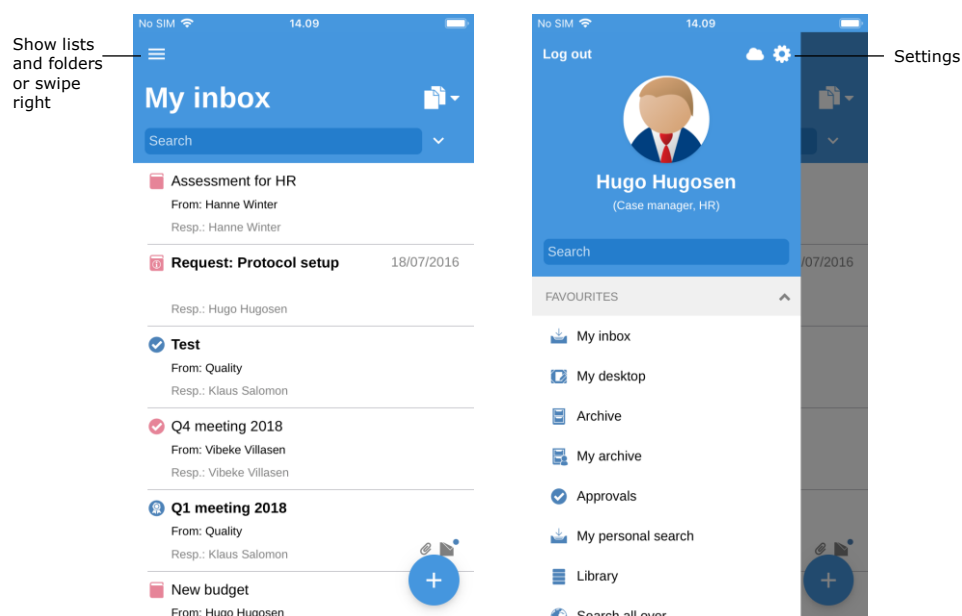 Show lists
and folders
or swipe
right
No SIM 14.09
My inbox
Search
Assessment for HR
From: Hanne Winter
Resp.: Hanne Winter
Request: Protocol setup 18/07/2016
Resp.: Hugo Hugosen
Test
From: Quality
Resp.: Klaus Salomon
Q4 meeting 2018
From: Vibeke Villasen
Resp.: Vibeke Villasen
Q1 meeting 2018
From: Quality
Resp.: Klaus Salomon
New budget
From: Hugo Hugosen
No SIM 14.09
Log out
Settings
Hugo Hugosen
(Case manager, HR)
Search
/07/2016
FAVOURITES
My inbox
My desktop
Archive
My archive
Approvals
My personal search
Library
Search all over